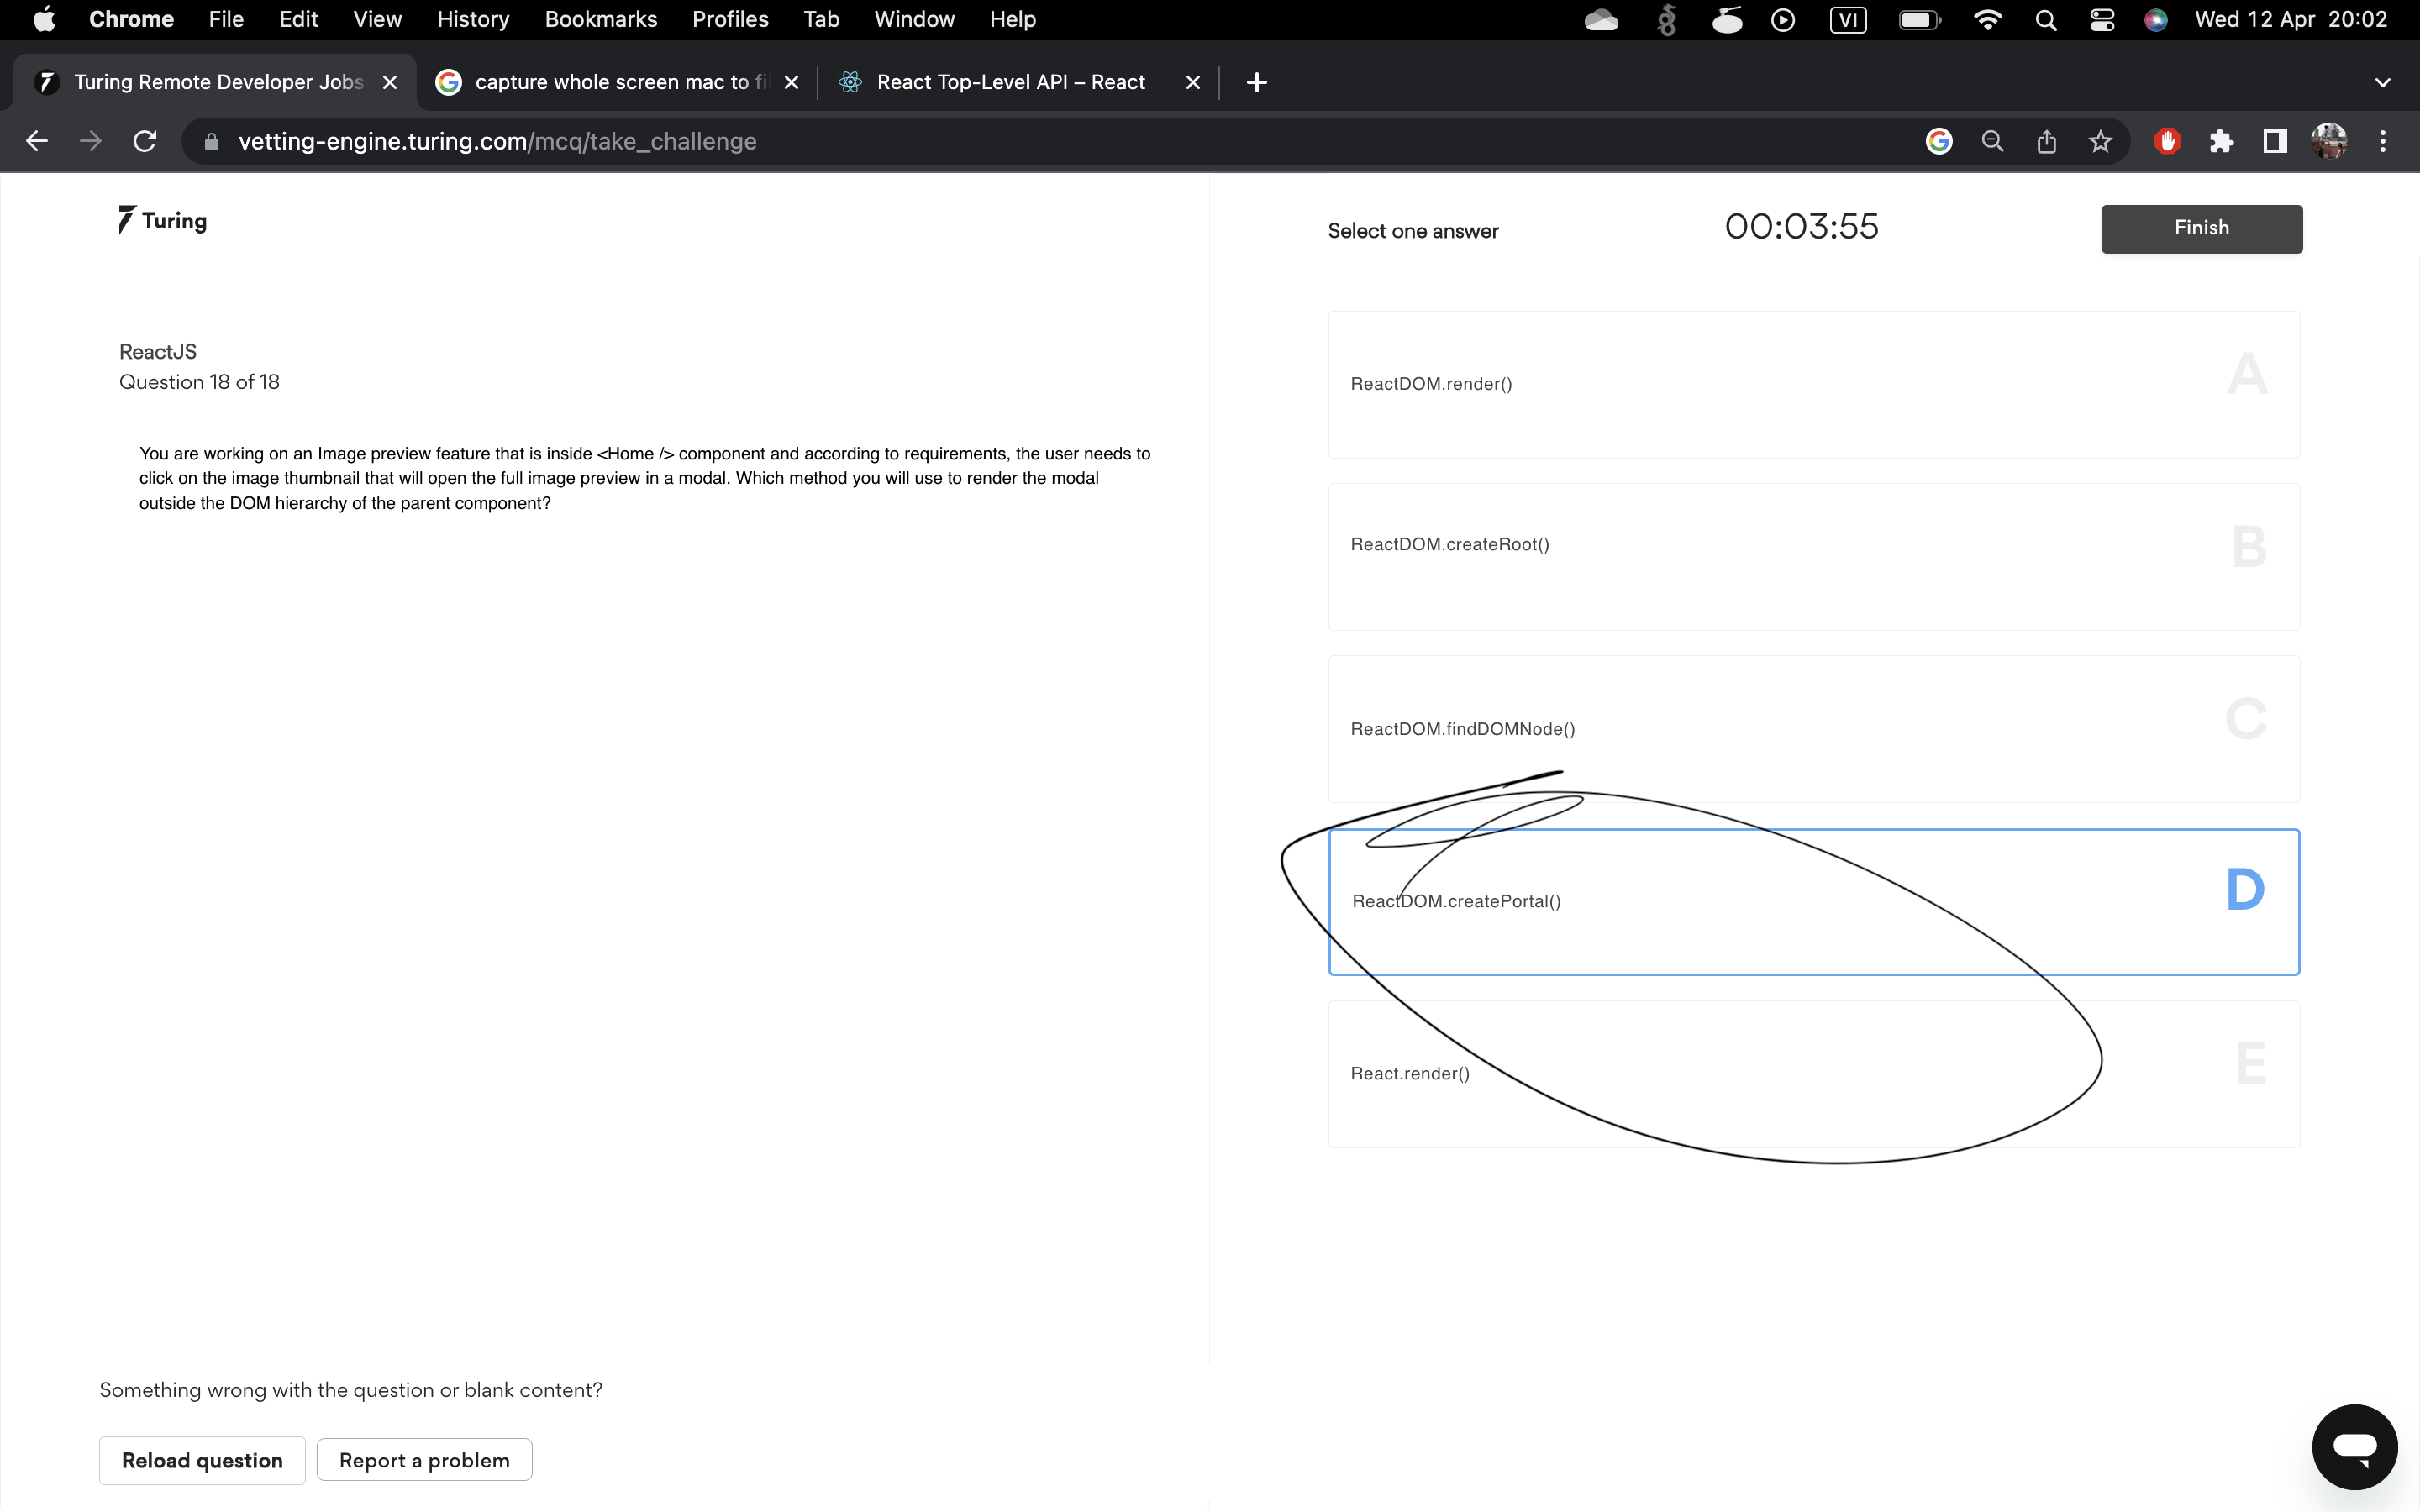 Chrome File Edit View History Bookmarks Profiles Tab Window Help VI Wed 12 Apr 20:02
Turing Remote Developer Jobs capture whole screen mac to fi React Top-Level API – React
vetting-engine.turing.com/mcq/take_challenge
Turing
Select one answer
00:03:55
Finish
ReactJS
Question 18 of 18
You are working on an Image preview feature that is inside <Home /> component and according to requirements, the user needs to
click on the image thumbnail that will open the full image preview in a modal. Which method you will use to render the modal
outside the DOM hierarchy of the parent component?
ReactDOM.render()
A
ReactDOM.createRoot()
B
ReactDOM.findDOMNode()
C
ReactDOM.createPortal()
D
React.render()
E
Something wrong with the question or blank content?
Reload question Report a problem